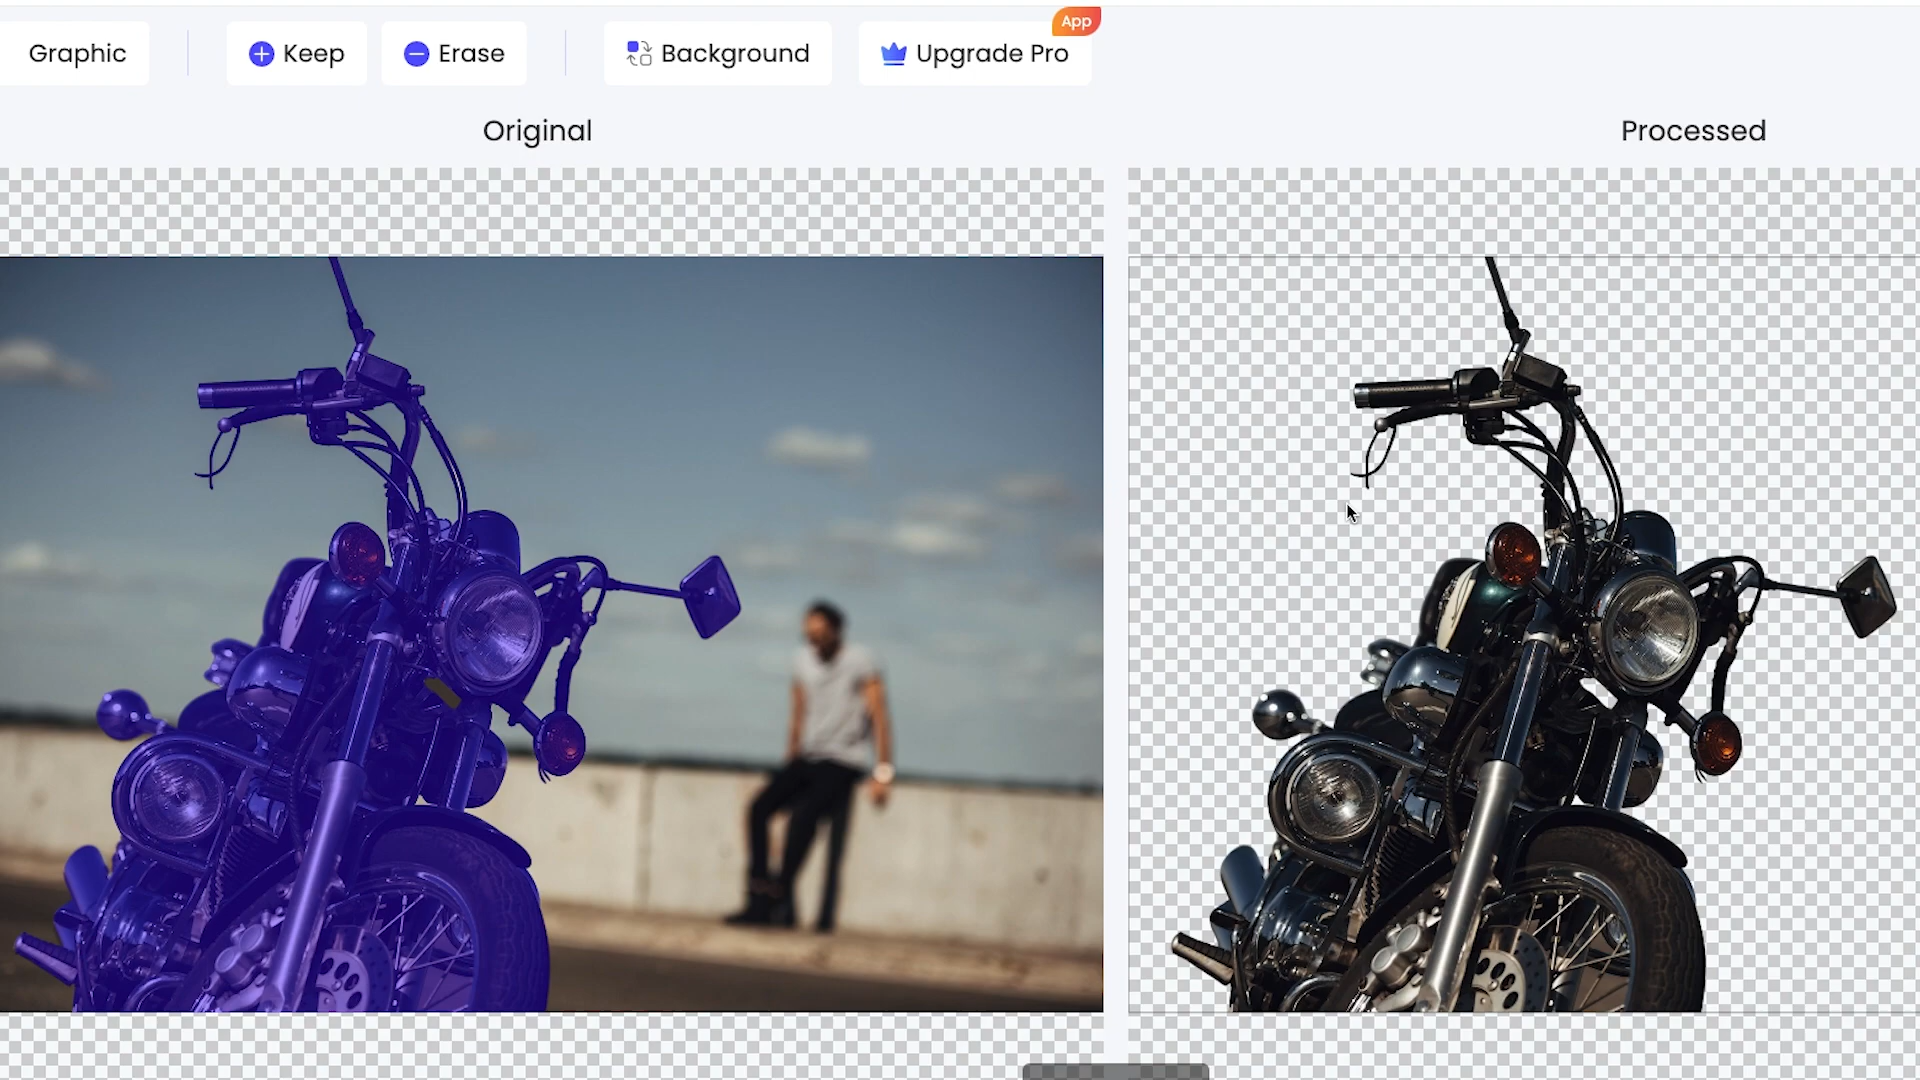 App
Graphic
Keep
Erase
Background
Upgrade Pro
Original
Processed